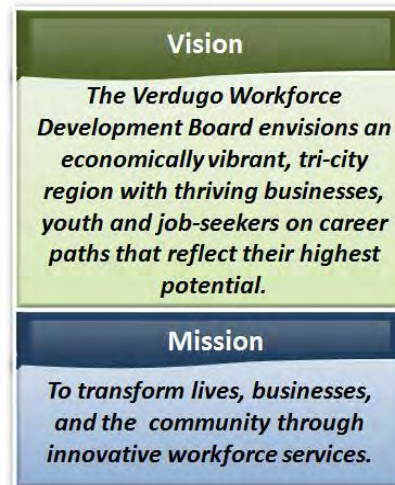 Vision
The Verdugo Workforce
Development Board envisions an
economically vibrant, tri-city
region with thriving businesses,
youth and job-seekers on career
paths that reflect their highest
potential.
Mission
To transform lives, businesses,
and the community through
innovative workforce services.